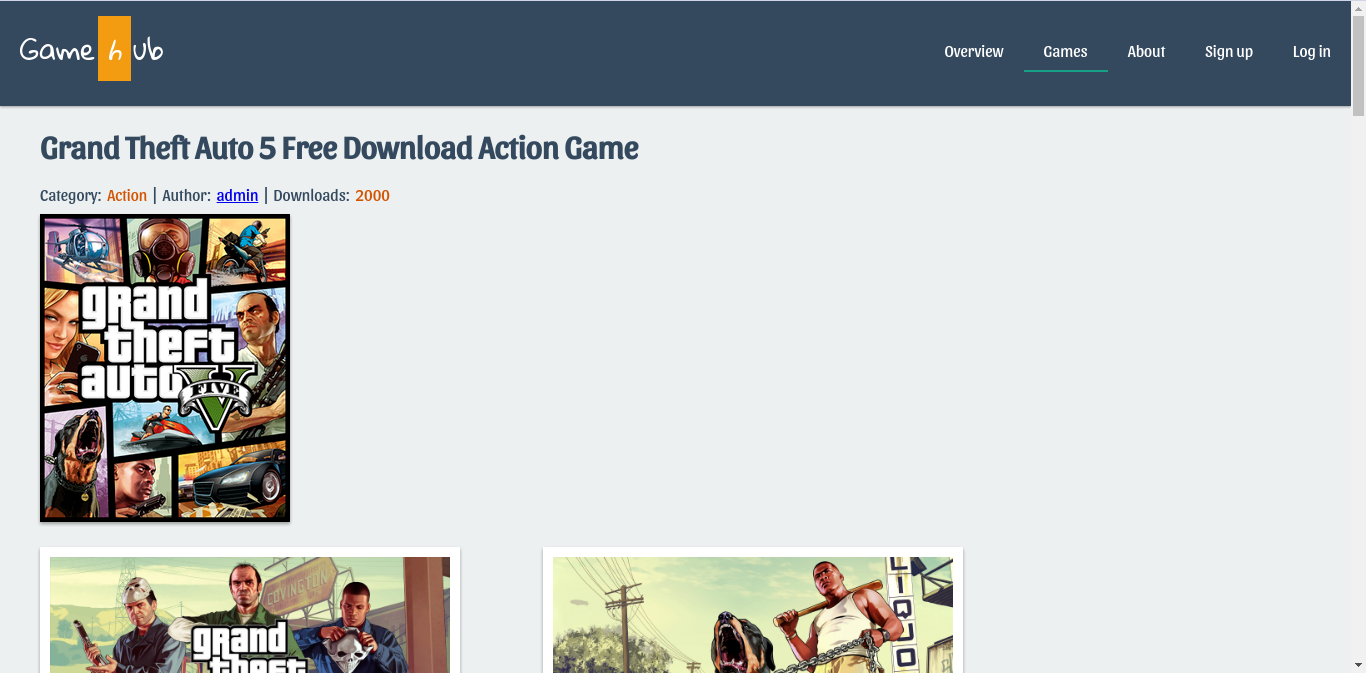 Game hub
Overview Games About Sign up Log in
Grand Theft Auto 5 Free Download Action Game
Category: Action | Author: admin | Downloads: 2000
grand
theft
auto
V
FIVE
COVINGTON
grand
theft
LIQUO